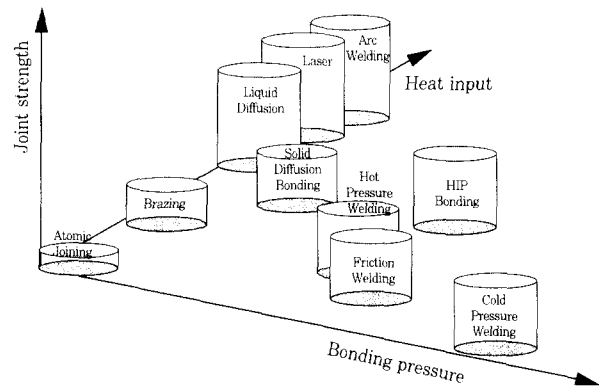 Joint strength
Arc
Welding
Laser
Heat input
Liquid
Diffusion
Solid
Diffusion
Bonding
Hot
Pressure
Welding
HIP
Bonding
Brazing
Atomic
Joining
Friction
Welding
Cold
Pressure
Welding
Bonding pressure